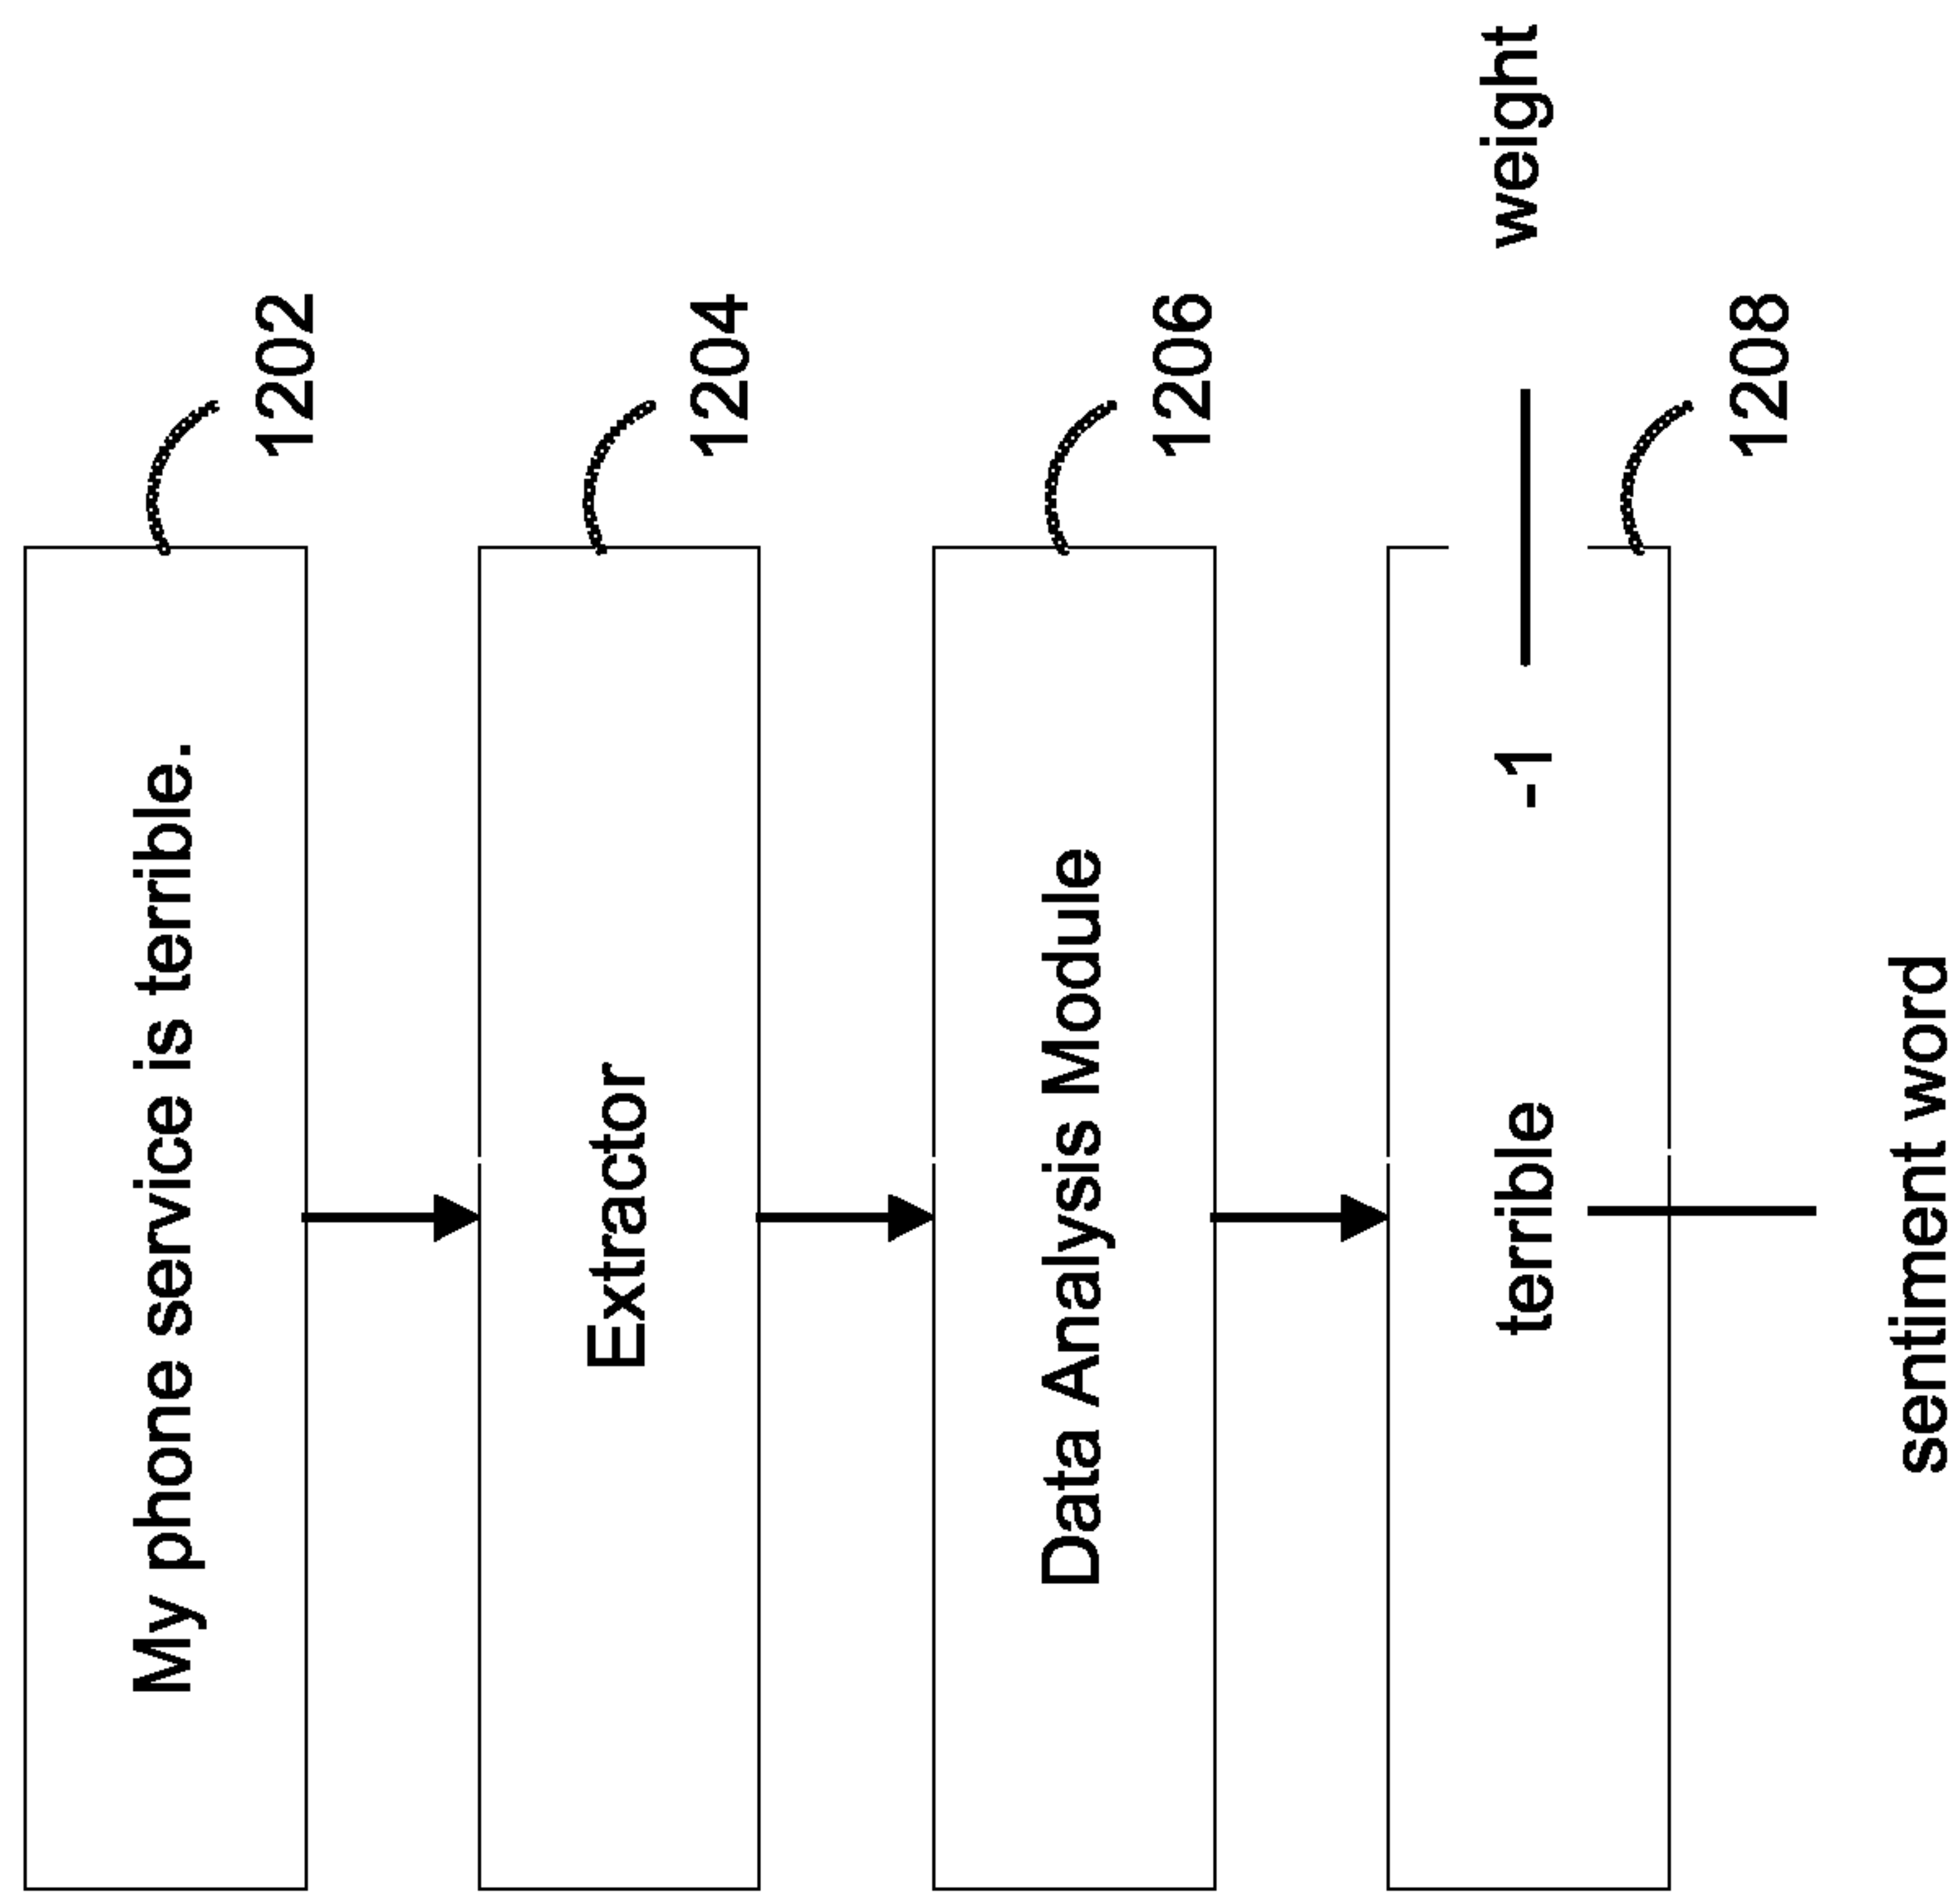 My phone service is terrible.
1202
Extractor
1204
Data Analysis Module
1206
terrible -1
weight
1208
sentiment word